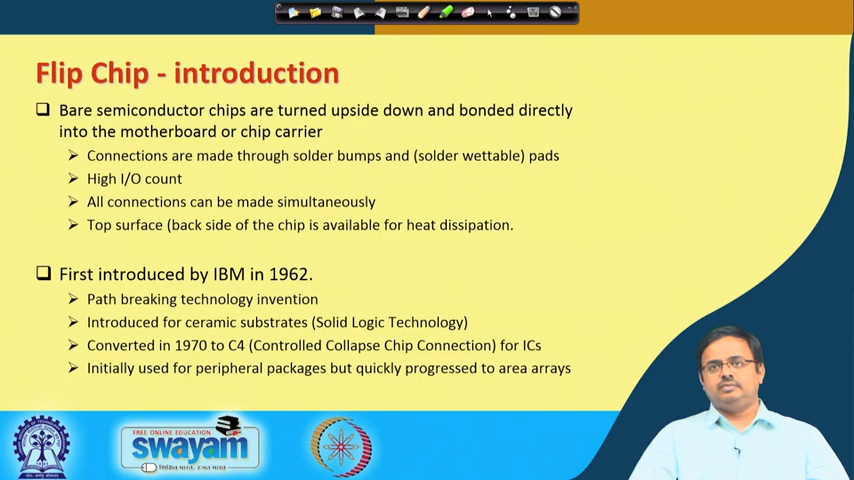 Flip Chip - introduction
Bare semiconductor chips are turned upside down and bonded directly
into the motherboard or chip carrier
Connections are made through solder bumps and (solder wettable) pads
High I/O count
All connections can be made simultaneously
Top surface (back side of the chip is available for heat dissipation.
First introduced by IBM in 1962.
Path breaking technology invention
Introduced for ceramic substrates (Solid Logic Technology)
Converted in 1970 to C4 (Controlled Collapse Chip Connection) for ICs
Initially used for peripheral packages but quickly progressed to area arrays
FREE ONLINE EDUCATION
swayam